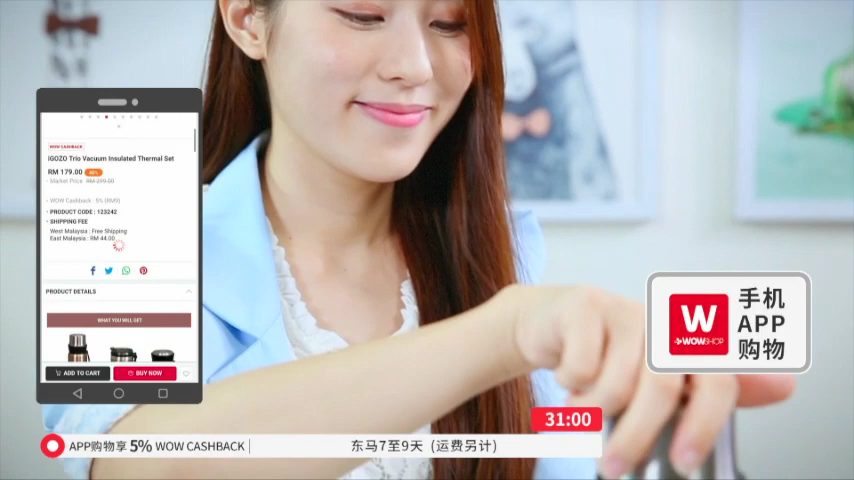 WOW CASHBACK
iGOZO Trio Vacuum Insulated Thermal Set
RM 179.00 40%
- Market Price RM 299.00
- WOW Cashback : 5% (RM9)
• PRODUCT CODE : 123242
• SHIPPING FEE
West Malaysia : Free Shipping
East Malaysia : RM 44.00
PRODUCT DETAILS
WHAT YOU WILL GET
ADD TO CART
BUY NOW
W
WOWSHOP
手机
APP
购物
31:00
APP购物享 5% WOW CASHBACK
东马7至9天 (运费另计)